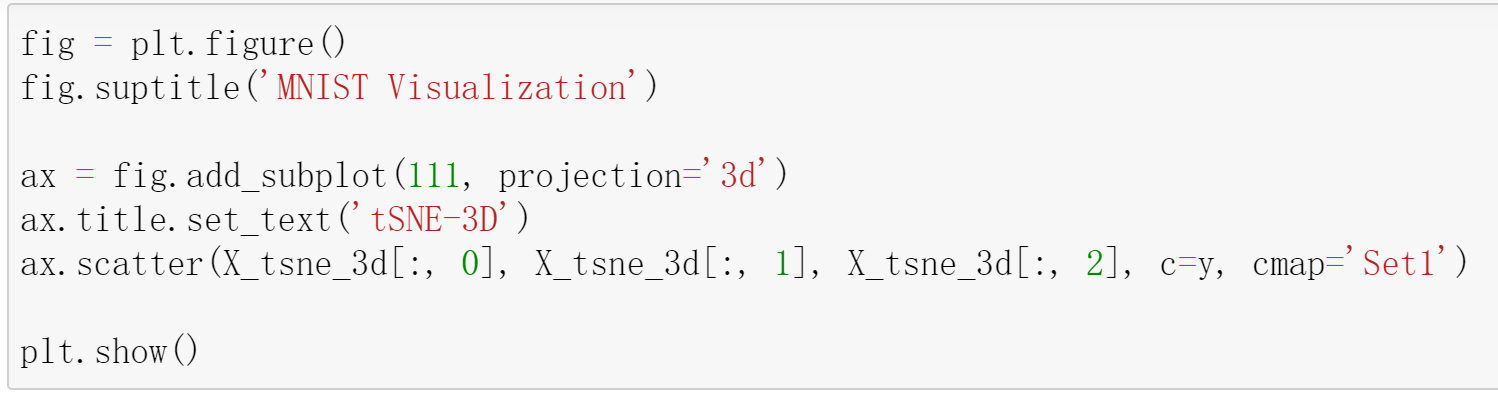 fig = plt.figure()
fig.suptitle('MNIST Visualization')
ax = fig.add_subplot(111, projection='3d')
ax.title.set_text('tSNE-3D')
ax.scatter(X_tsne_3d[:, 0], X_tsne_3d[:, 1], X_tsne_3d[:, 2], c=y, cmap='Set1')
plt.show()